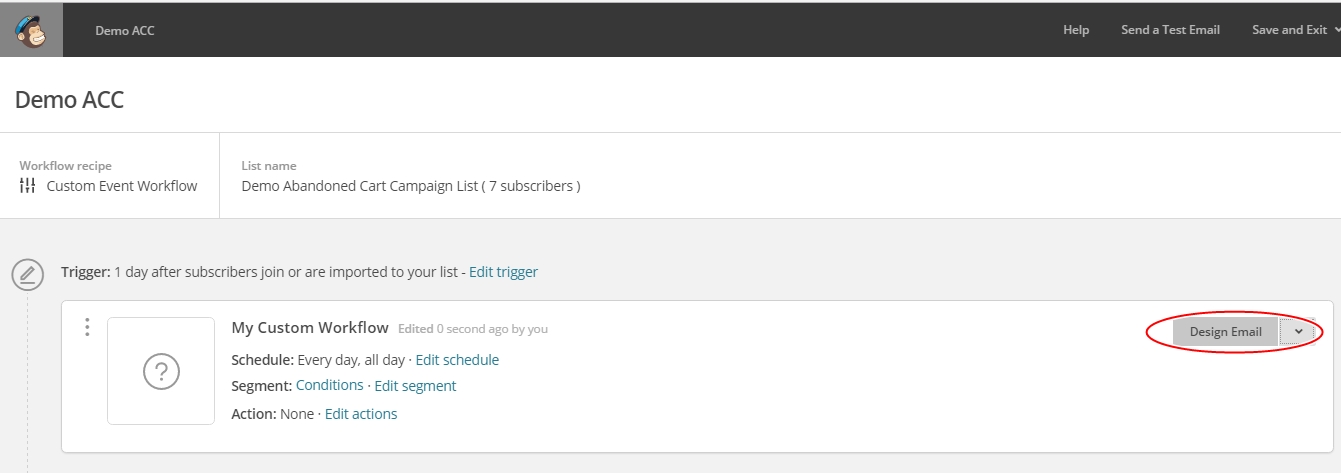 Demo ACC Help Send a Test Email Save and Exit
Demo ACC
Workflow recipe List name
Custom Event Workflow Demo Abandoned Cart Campaign List ( 7 subscribers )
Trigger: 1 day after subscribers join or are imported to your list - Edit trigger
My Custom Workflow Edited 0 second ago by you Design Email
?
Schedule: Every day, all day · Edit schedule
Segment: Conditions · Edit segment
Action: None · Edit actions